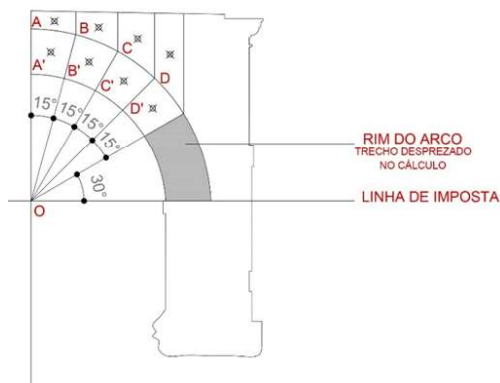 A
B
C
D
A'
B'
C'
D'
15°
15°
15°
15°
30°
O
RIM DO ARCO
TRECHO DESPREZADO
NO CÁLCULO
LINHA DE IMPOSTA